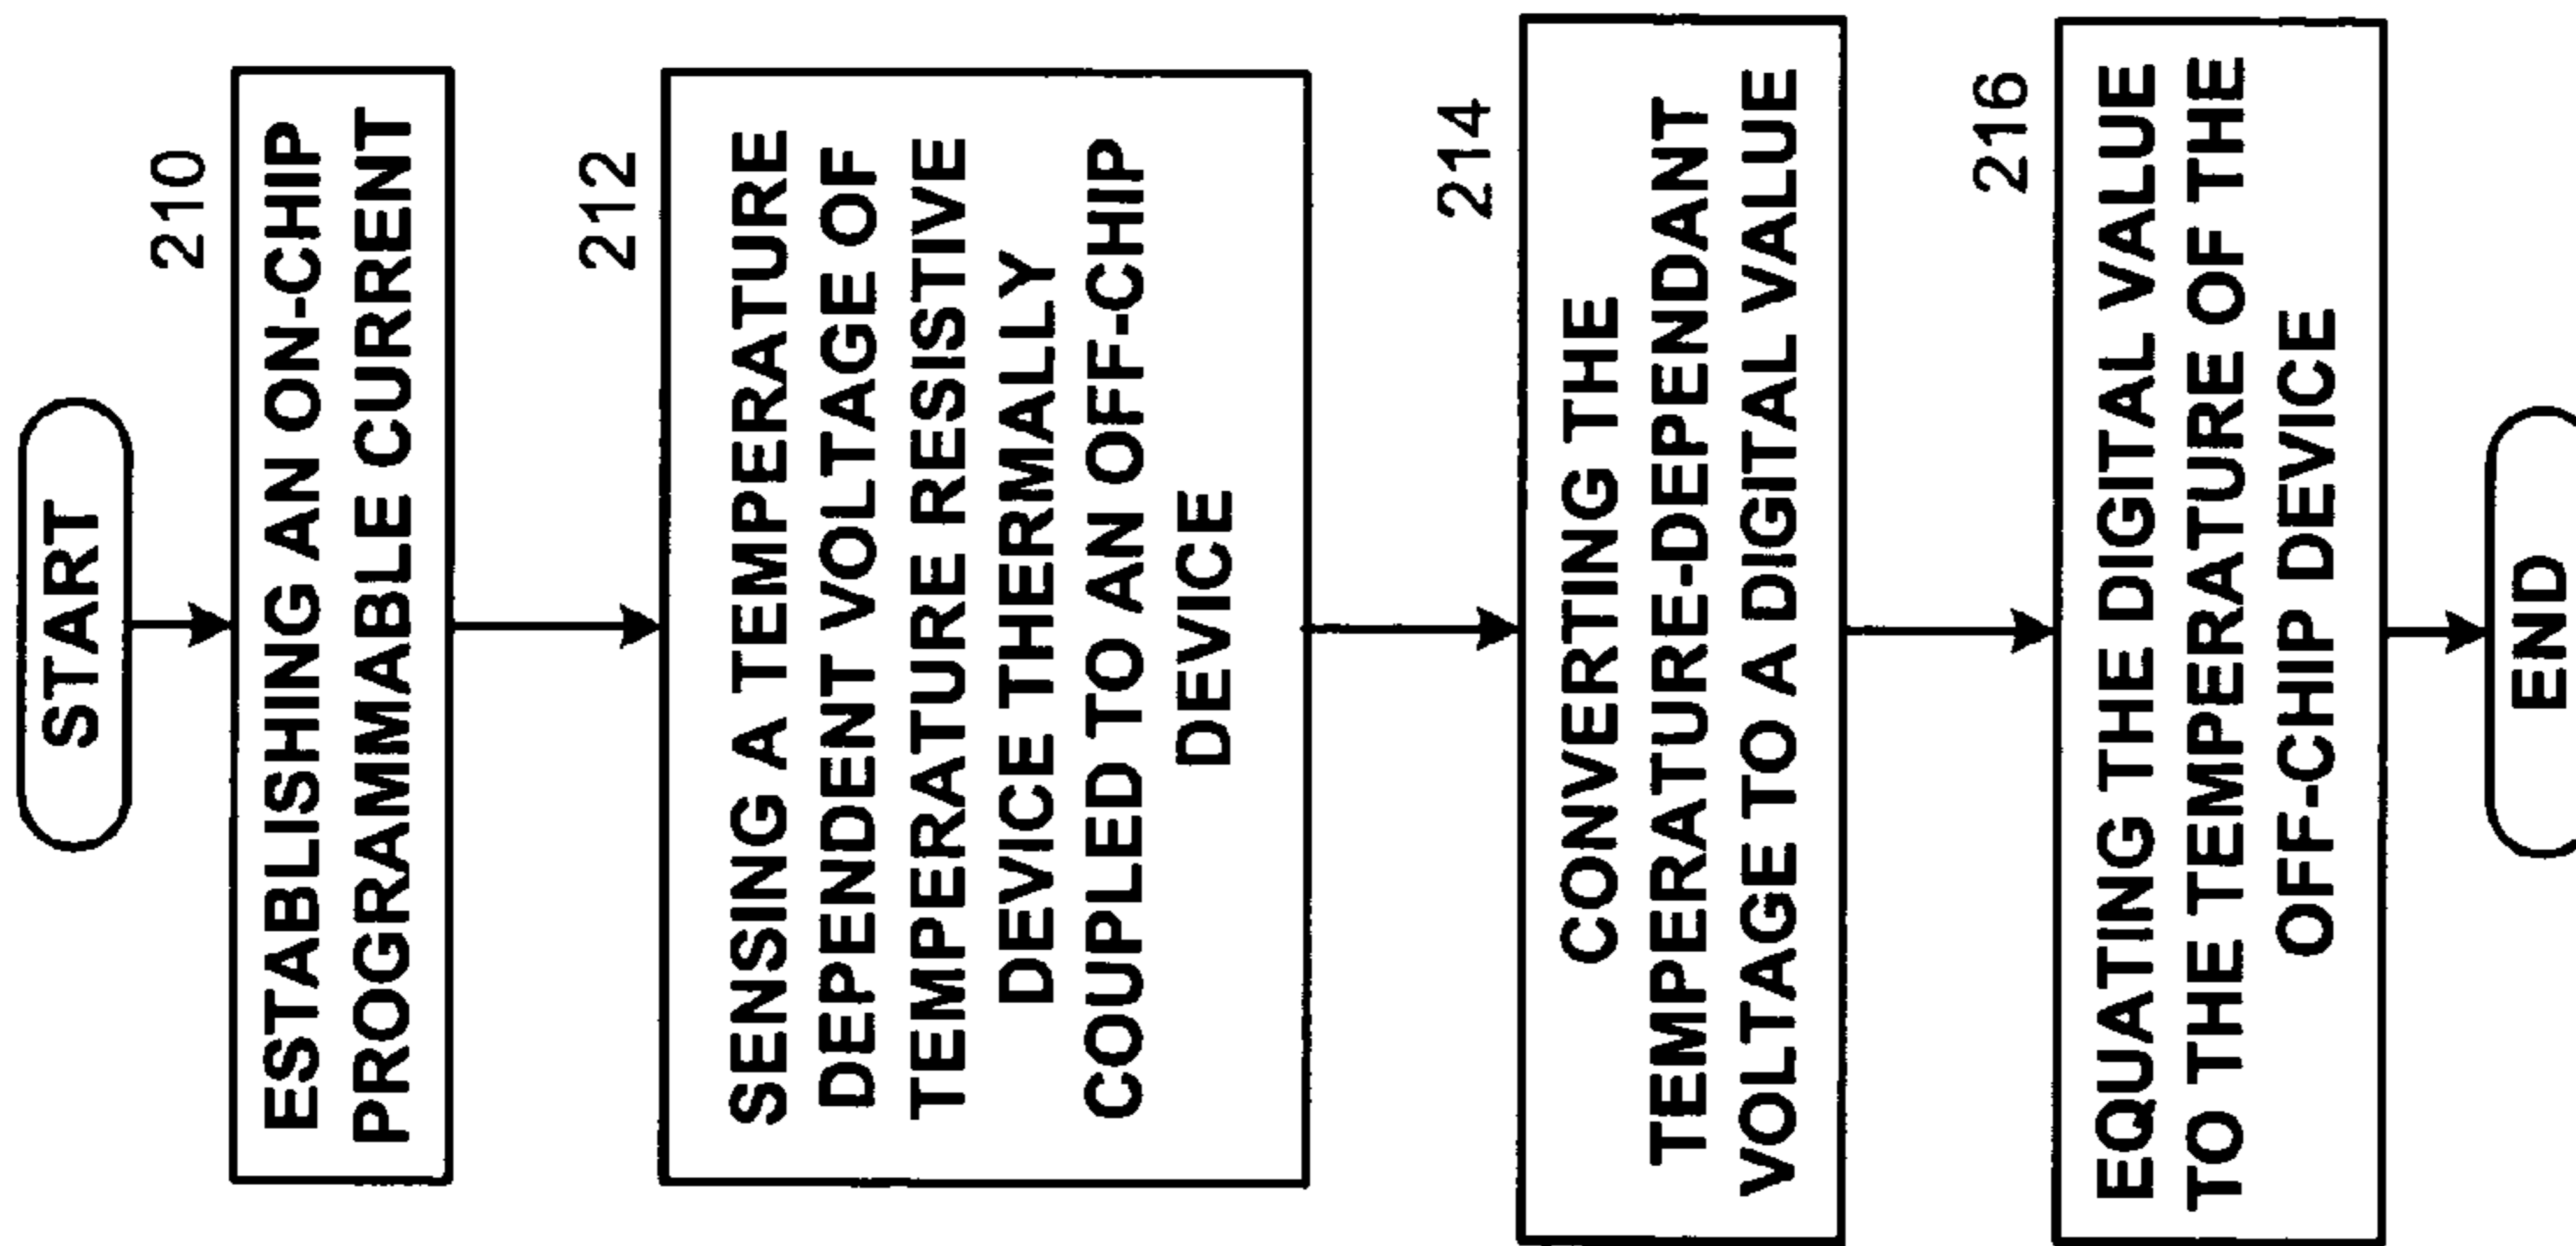 START
210
ESTABLISHING AN ON-CHIP
PROGRAMMABLE CURRENT
212
SENSING A TEMPERATURE
DEPENDENT VOLTAGE OF
TEMPERATURE RESISTIVE
DEVICE THERMALLY
COUPLED TO AN OFF-CHIP
DEVICE
214
CONVERTING THE
TEMPERATURE-DEPENDANT
VOLTAGE TO A DIGITAL VALUE
216
EQUATING THE DIGITAL VALUE
TO THE TEMPERATURE OF THE
OFF-CHIP DEVICE
END